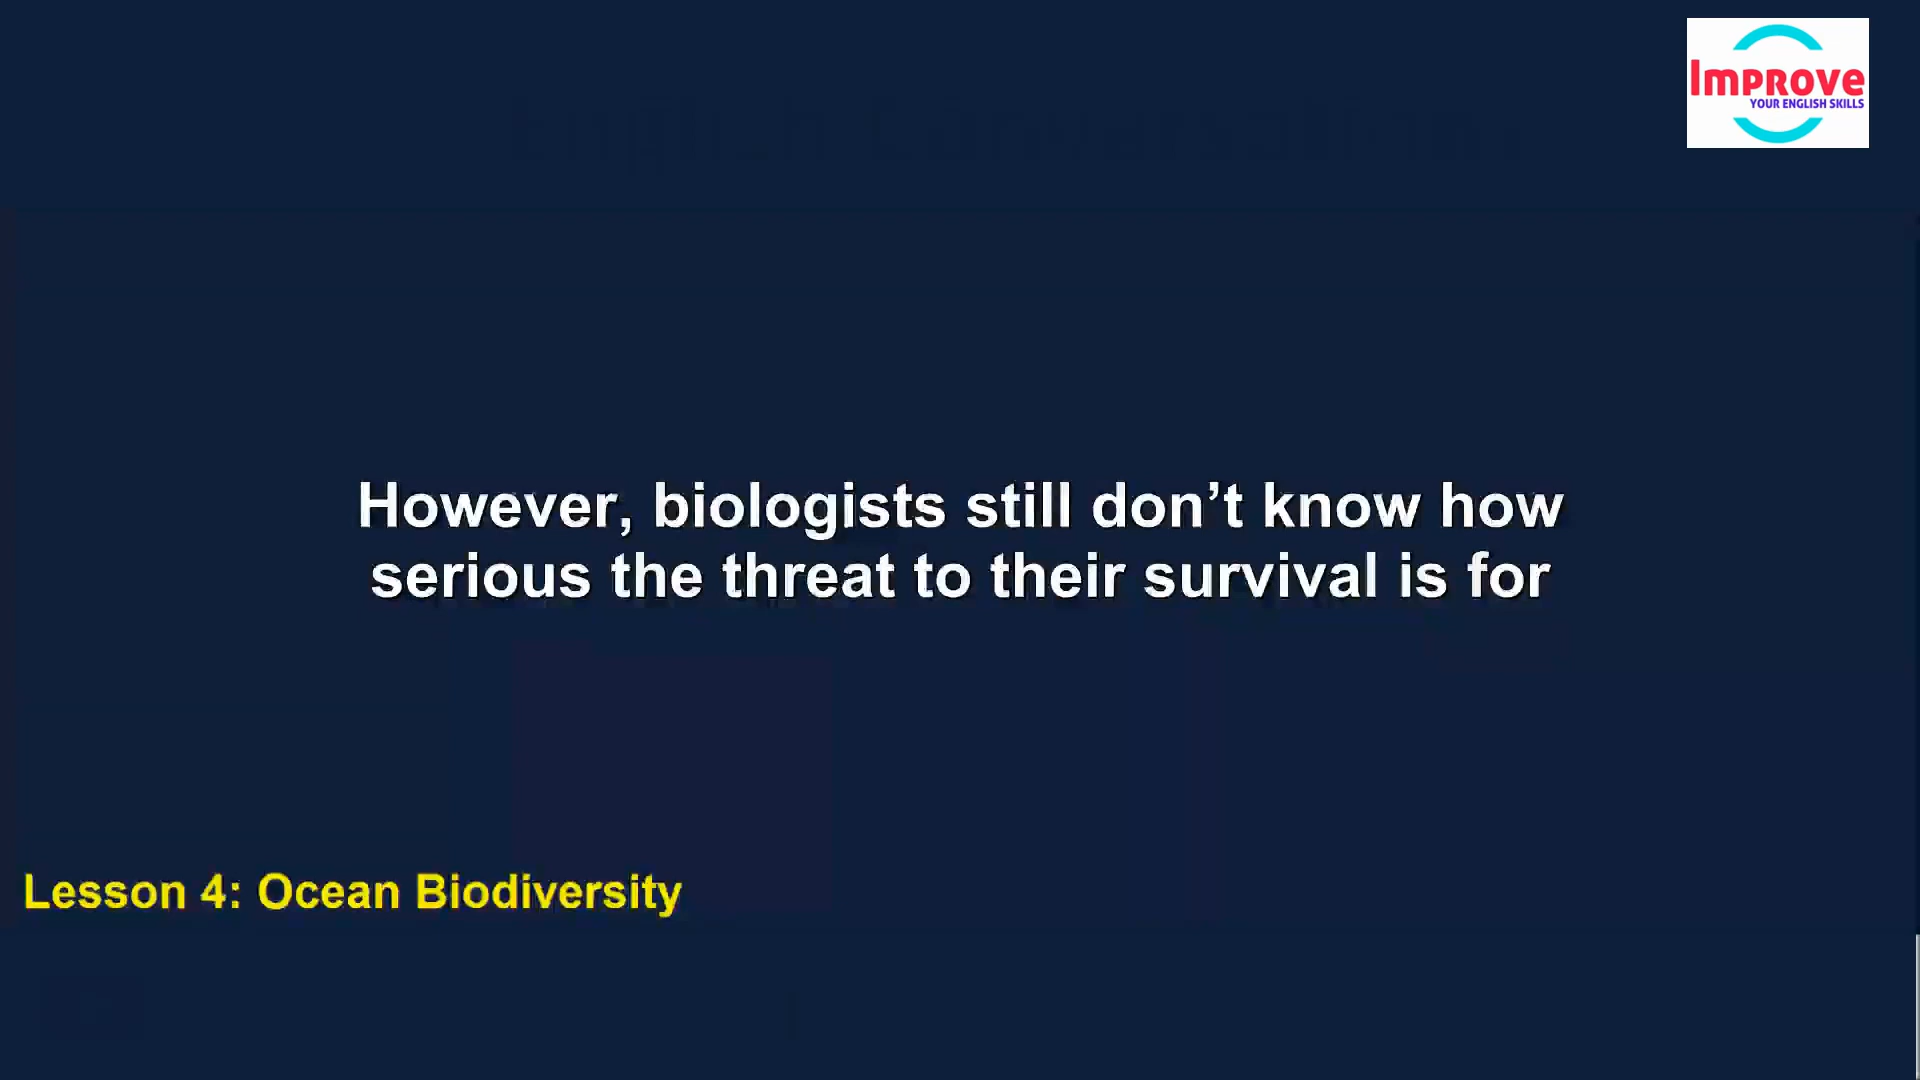 Improve
YOUR ENGLISH SKILLS
However, biologists still don’t know how
serious the threat to their survival is for
Lesson 4: Ocean Biodiversity